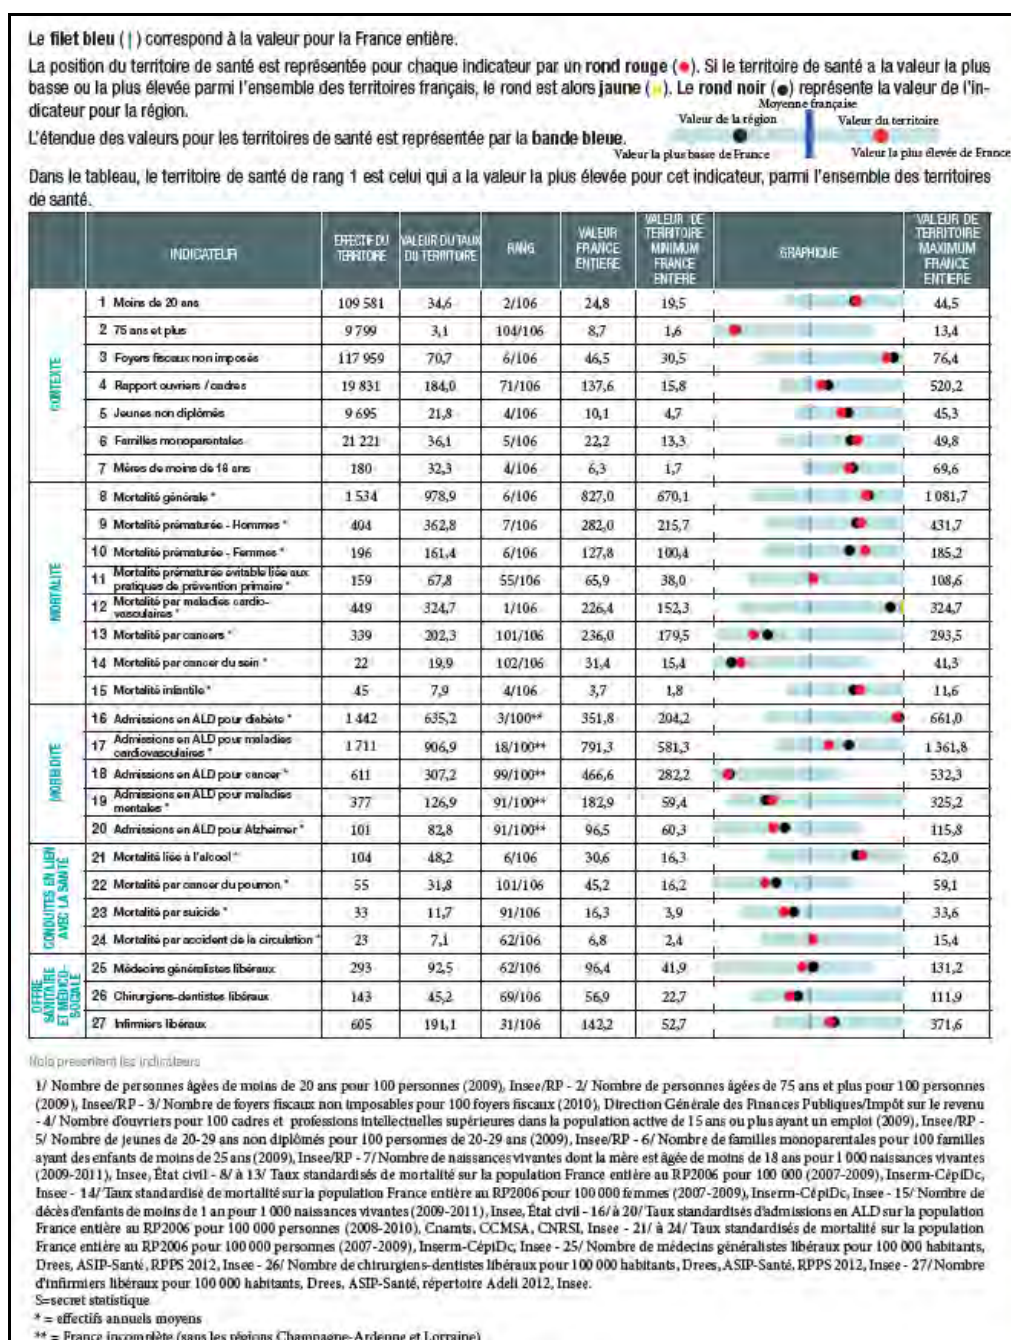 Le filet bleu ( | ) correspond à la valeur pour la France entière.
La position du territoire de santé est représentée pour chaque indicateur par un rond rouge (●). Si le territoire de santé a la valeur la plus
basse ou la plus élevée parmi l'ensemble des territoires français, le rond est alors jaune ( ). Le rond noir (●) représente la valeur de l'in-
dicateur pour la région.
Moyenne française
Valeur de la région Valeur du territoire
L'étendue des valeurs pour les territoires de santé est représentée par la bande bleue.
Valeur la plus basse de France Valeur la plus élevée de France
Dans le tableau, le territoire de santé de rang 1 est celui qui a la valeur la plus élevée pour cet indicateur, parmi l'ensemble des territoires
de santé.
INDICATEUR EFFECTIF DU TERRITOIRE VALEUR DU TAUX DU TERRITOIRE RANG VALEUR FRANCE ENTIERE VALEUR DE TERRITOIRE MINIMUM FRANCE ENTIERE GRAPHIQUE VALEUR DE TERRITOIRE MAXIMUM FRANCE ENTIERE
CONTEXTE
1 Moins de 20 ans 109 581 34,6 2/106 24,8 19,5 44,5
2 75 ans et plus 9 799 3,1 104/106 8,7 1,6 13,4
3 Foyers fiscaux non imposés 117 959 70,7 6/106 46,5 30,5 76,4
4 Rapport ouvriers / cadres 19 831 184,0 71/106 137,6 15,8 520,2
5 Jeunes non diplômés 9 695 21,8 4/106 10,1 4,7 45,3
6 Familles monoparentales 21 221 36,1 5/106 22,2 13,3 49,8
7 Mères de moins de 18 ans 180 32,3 4/106 6,3 1,7 69,6
MORTALITE
8 Mortalité générale * 1 534 978,9 6/106 827,0 670,1 1 081,7
9 Mortalité prématurée - Hommes * 404 362,8 7/106 282,0 215,7 431,7
10 Mortalité prématurée - Femmes * 196 161,4 6/106 127,8 100,4 185,2
11 Mortalité prématurée évitable liée aux pratiques de prévention primaire * 159 67,8 55/106 65,9 38,0 108,6
12 Mortalité par maladies cardio-vasculaires * 449 324,7 1/106 226,4 152,3 324,7
13 Mortalité par cancers * 339 202,3 101/106 236,0 179,5 293,5
14 Mortalité par cancer du sein * 22 19,9 102/106 31,4 15,4 41,3
15 Mortalité infantile * 45 7,9 4/106 3,7 1,8 11,6
MORBIDITE
16 Admissions en ALD pour diabète * 1 442 635,2 3/100** 351,8 204,2 661,0
17 Admissions en ALD pour maladies cardiovasculaires * 1 711 906,9 18/100** 791,3 581,3 1 361,8
18 Admissions en ALD pour cancer * 611 307,2 99/100** 466,6 282,2 532,3
19 Admissions en ALD pour maladies mentales * 377 126,9 91/100** 182,9 59,4 325,2
20 Admissions en ALD pour Alzheimer * 101 82,8 91/100** 96,5 60,3 115,8
CONDUITES EN LIEN AVEC LA SANTÉ
21 Mortalité liée à l'alcool * 104 48,2 6/106 30,6 16,3 62,0
22 Mortalité par cancer du poumon * 55 31,8 101/106 45,2 16,2 59,1
23 Mortalité par suicide * 33 11,7 91/106 16,3 3,9 33,6
24 Mortalité par accident de la circulation * 23 7,1 62/106 6,8 2,4 15,4
OFFRE SANITAIRE ET MÉDICO-SOCIALE
25 Médecins généralistes libéraux 293 92,5 62/106 96,4 41,9 131,2
26 Chirurgiens-dentistes libéraux 143 45,2 69/106 56,9 22,7 111,9
27 Infirmiers libéraux 605 191,1 31/106 142,2 52,7 371,6
présentant les indicateurs
1/ Nombre de personnes âgées de moins de 20 ans pour 100 personnes (2009), Insee/RP - 2/ Nombre de personnes âgées de 75 ans et plus pour 100 personnes
(2009), Insee/RP - 3/ Nombre de foyers fiscaux non imposables pour 100 foyers fiscaux (2010), Direction Générale des Finances Publiques/Impôt sur le revenu
- 4/ Nombre d'ouvriers pour 100 cadres et professions intellectuelles supérieures dans la population active de 15 ans ou plus ayant un emploi (2009), Insee/RP -
5/ Nombre de jeunes de 20-29 ans non diplômés pour 100 personnes de 20-29 ans (2009), Insee/RP - 6/ Nombre de familles monoparentales pour 100 familles
ayant des enfants de moins de 25 ans (2009), Insee/RP - 7/ Nombre de naissances vivantes dont la mère est âgée de moins de 18 ans pour 1 000 naissances vivantes
(2009-2011), Insee, État civil - 8/ à 13/ Taux standardisés de mortalité sur la population France entière au RP2006 pour 100 000 (2007-2009), Inserm-CépiDc,
Insee - 14/ Taux standardisé de mortalité sur la population France entière au RP2006 pour 100 000 femmes (2007-2009), Inserm-CépiDc, Insee - 15/ Nombre de
décès d'enfants de moins de 1 an pour 1 000 naissances vivantes (2009-2011), Insee, État civil - 16/ à 20/ Taux standardisés d'admissions en ALD sur la population
France entière au RP2006 pour 100 000 personnes (2008-2010), Cnamts, CCMSA, CNRSI, Insee - 21/ à 24/ Taux standardisés de mortalité sur la population
France entière au RP2006 pour 100 000 personnes (2007-2009), Inserm-CépiDc, Insee - 25/ Nombre de médecins généralistes libéraux pour 100 000 habitants,
Drees, ASIP-Santé, RPPS 2012, Insee - 26/ Nombre de chirurgiens-dentistes libéraux pour 100 000 habitants, Drees, ASIP-Santé, RPPS 2012, Insee - 27/ Nombre
d'infirmiers libéraux pour 100 000 habitants, Drees, ASIP-Santé, répertoire Adeli 2012, Insee.
S=secret statistique
* = effectifs annuels moyens
** = France incomplète (sans les régions Champagne-Ardenne et Lorraine)